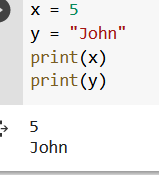 x = 5
y = "John"
print(x)
print(y)
5
John